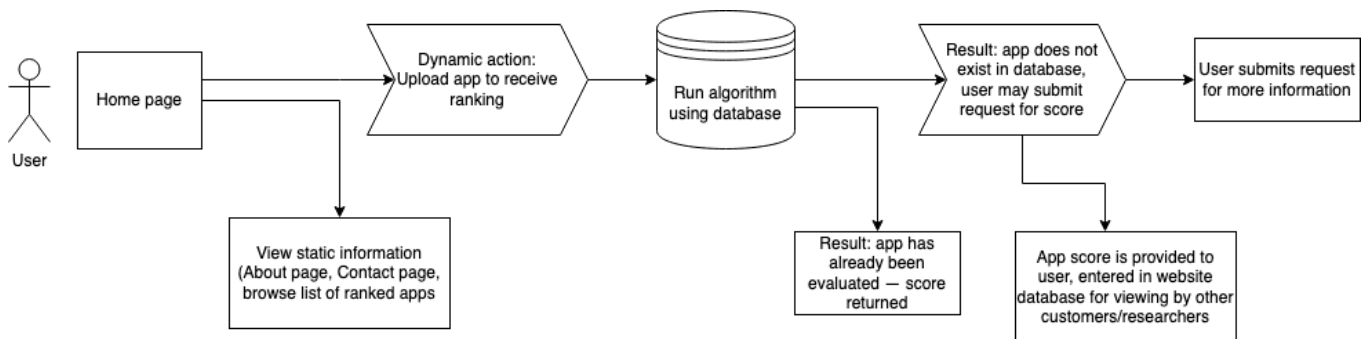 User
Home page
Dynamic action:
Upload app to receive
ranking
Run algorithm
using database
Result: app does not
exist in database,
user may submit
request for score
User submits request
for more information
View static information
(About page, Contact page,
browse list of ranked apps
Result: app has
already been
evaluated — score
returned
App score is provided to
user, entered in website
database for viewing by other
customers/researchers